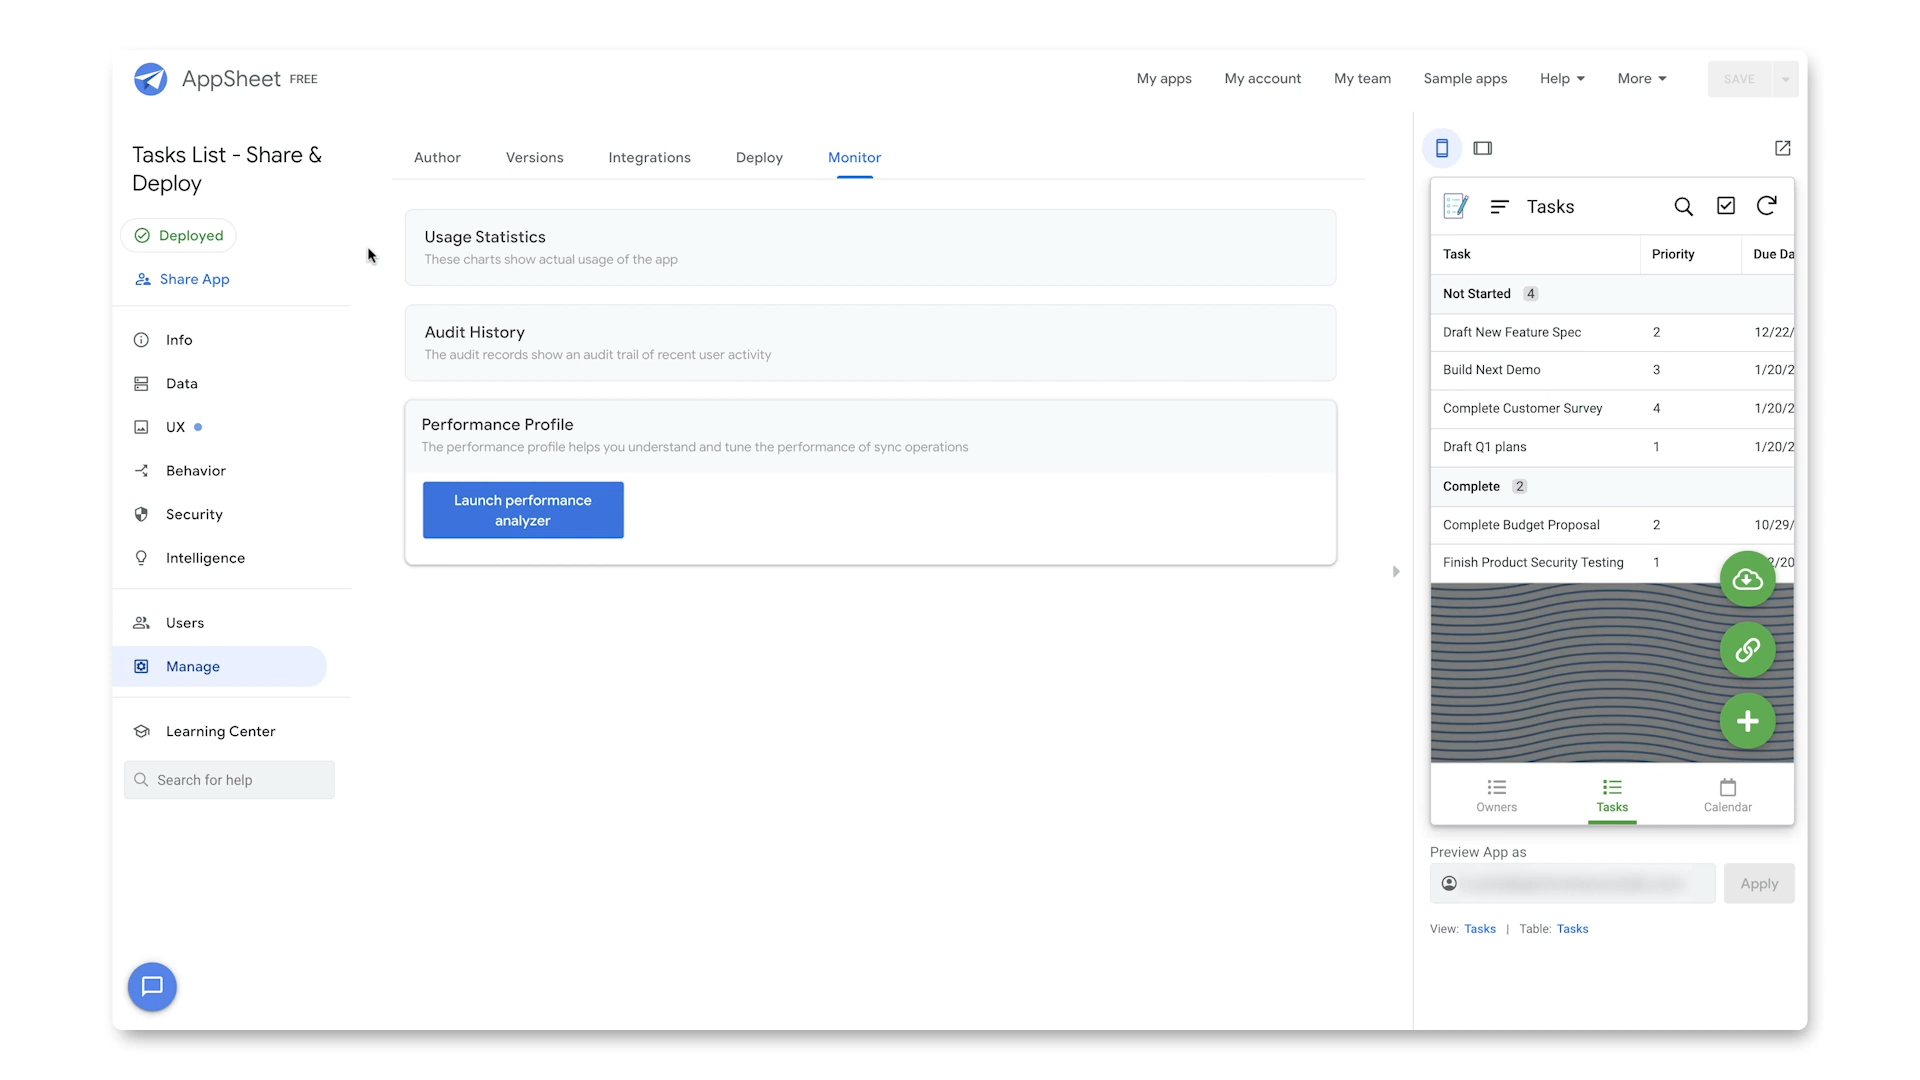 AppSheet FREE
My apps
My account
My team
Sample apps
Help
More
SAVE
Tasks List - Share &
Deploy
Deployed
Share App
Info
Data
UX
Behavior
Security
Intelligence
Users
Manage
Learning Center
Search for help
Author
Versions
Integrations
Deploy
Monitor
Usage Statistics
These charts show actual usage of the app
Audit History
The audit records show an audit trail of recent user activity
Performance Profile
The performance profile helps you understand and tune the performance of sync operations
Launch performance
analyzer
Tasks
Task Priority Due Da
Not Started 4
Draft New Feature Spec 2 12/22/
Build Next Demo 3 1/20/2
Complete Customer Survey 4 1/20/2
Draft Q1 plans 1 1/20/2
Complete 2
Complete Budget Proposal 2 10/29/
Finish Product Security Testing 1 2/20
Owners
Tasks
Calendar
Preview App as
Apply
View: Tasks | Table: Tasks